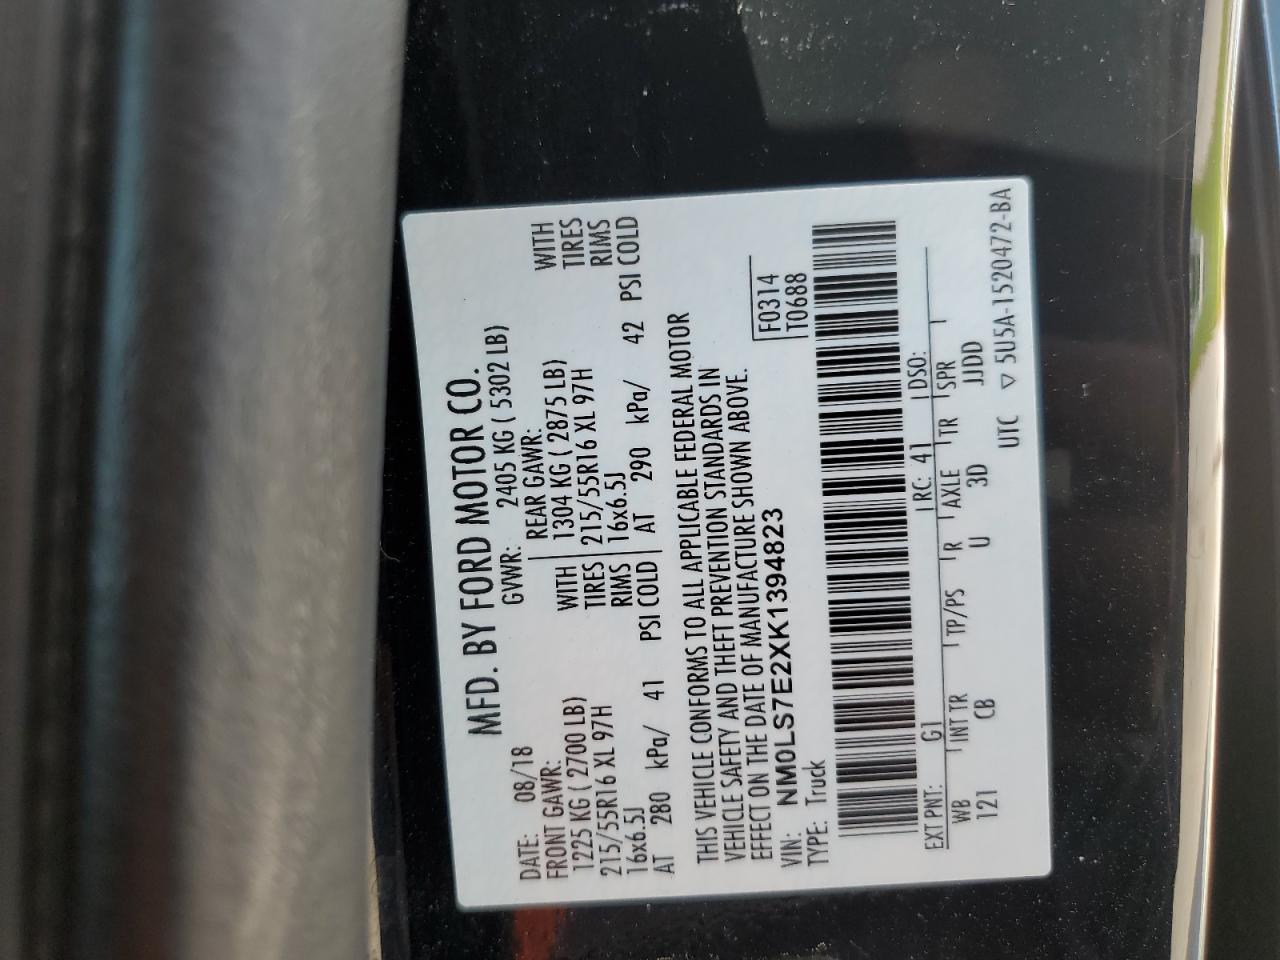 MFD. BY FORD MOTOR CO.
DATE: 08/18 GVWR: 2405 KG ( 5302 LB)
FRONT GAWR: REAR GAWR:
1225 KG ( 2700 LB) WITH 1304 KG ( 2875 LB) WITH
215/55R16 XL 97H TIRES 215/55R16 XL 97H TIRES
16x6.5J RIMS 16x6.5J RIMS
AT 280 kPa/ 41 PSI COLD AT 290 kPa/ 42 PSI COLD
THIS VEHICLE CONFORMS TO ALL APPLICABLE FEDERAL MOTOR
VEHICLE SAFETY AND THEFT PREVENTION STANDARDS IN
EFFECT ON THE DATE OF MANUFACTURE SHOWN ABOVE.
VIN: NM0LS7E2XK1394823 F0314
TYPE: Truck T0688
EXT PNT: G1 RC: 41 DSO:
WB INT TR TP/PS R AXLE TR SPR
121 CB U 3D JJDD
UTC ▽ 5U5A-1520472-BA